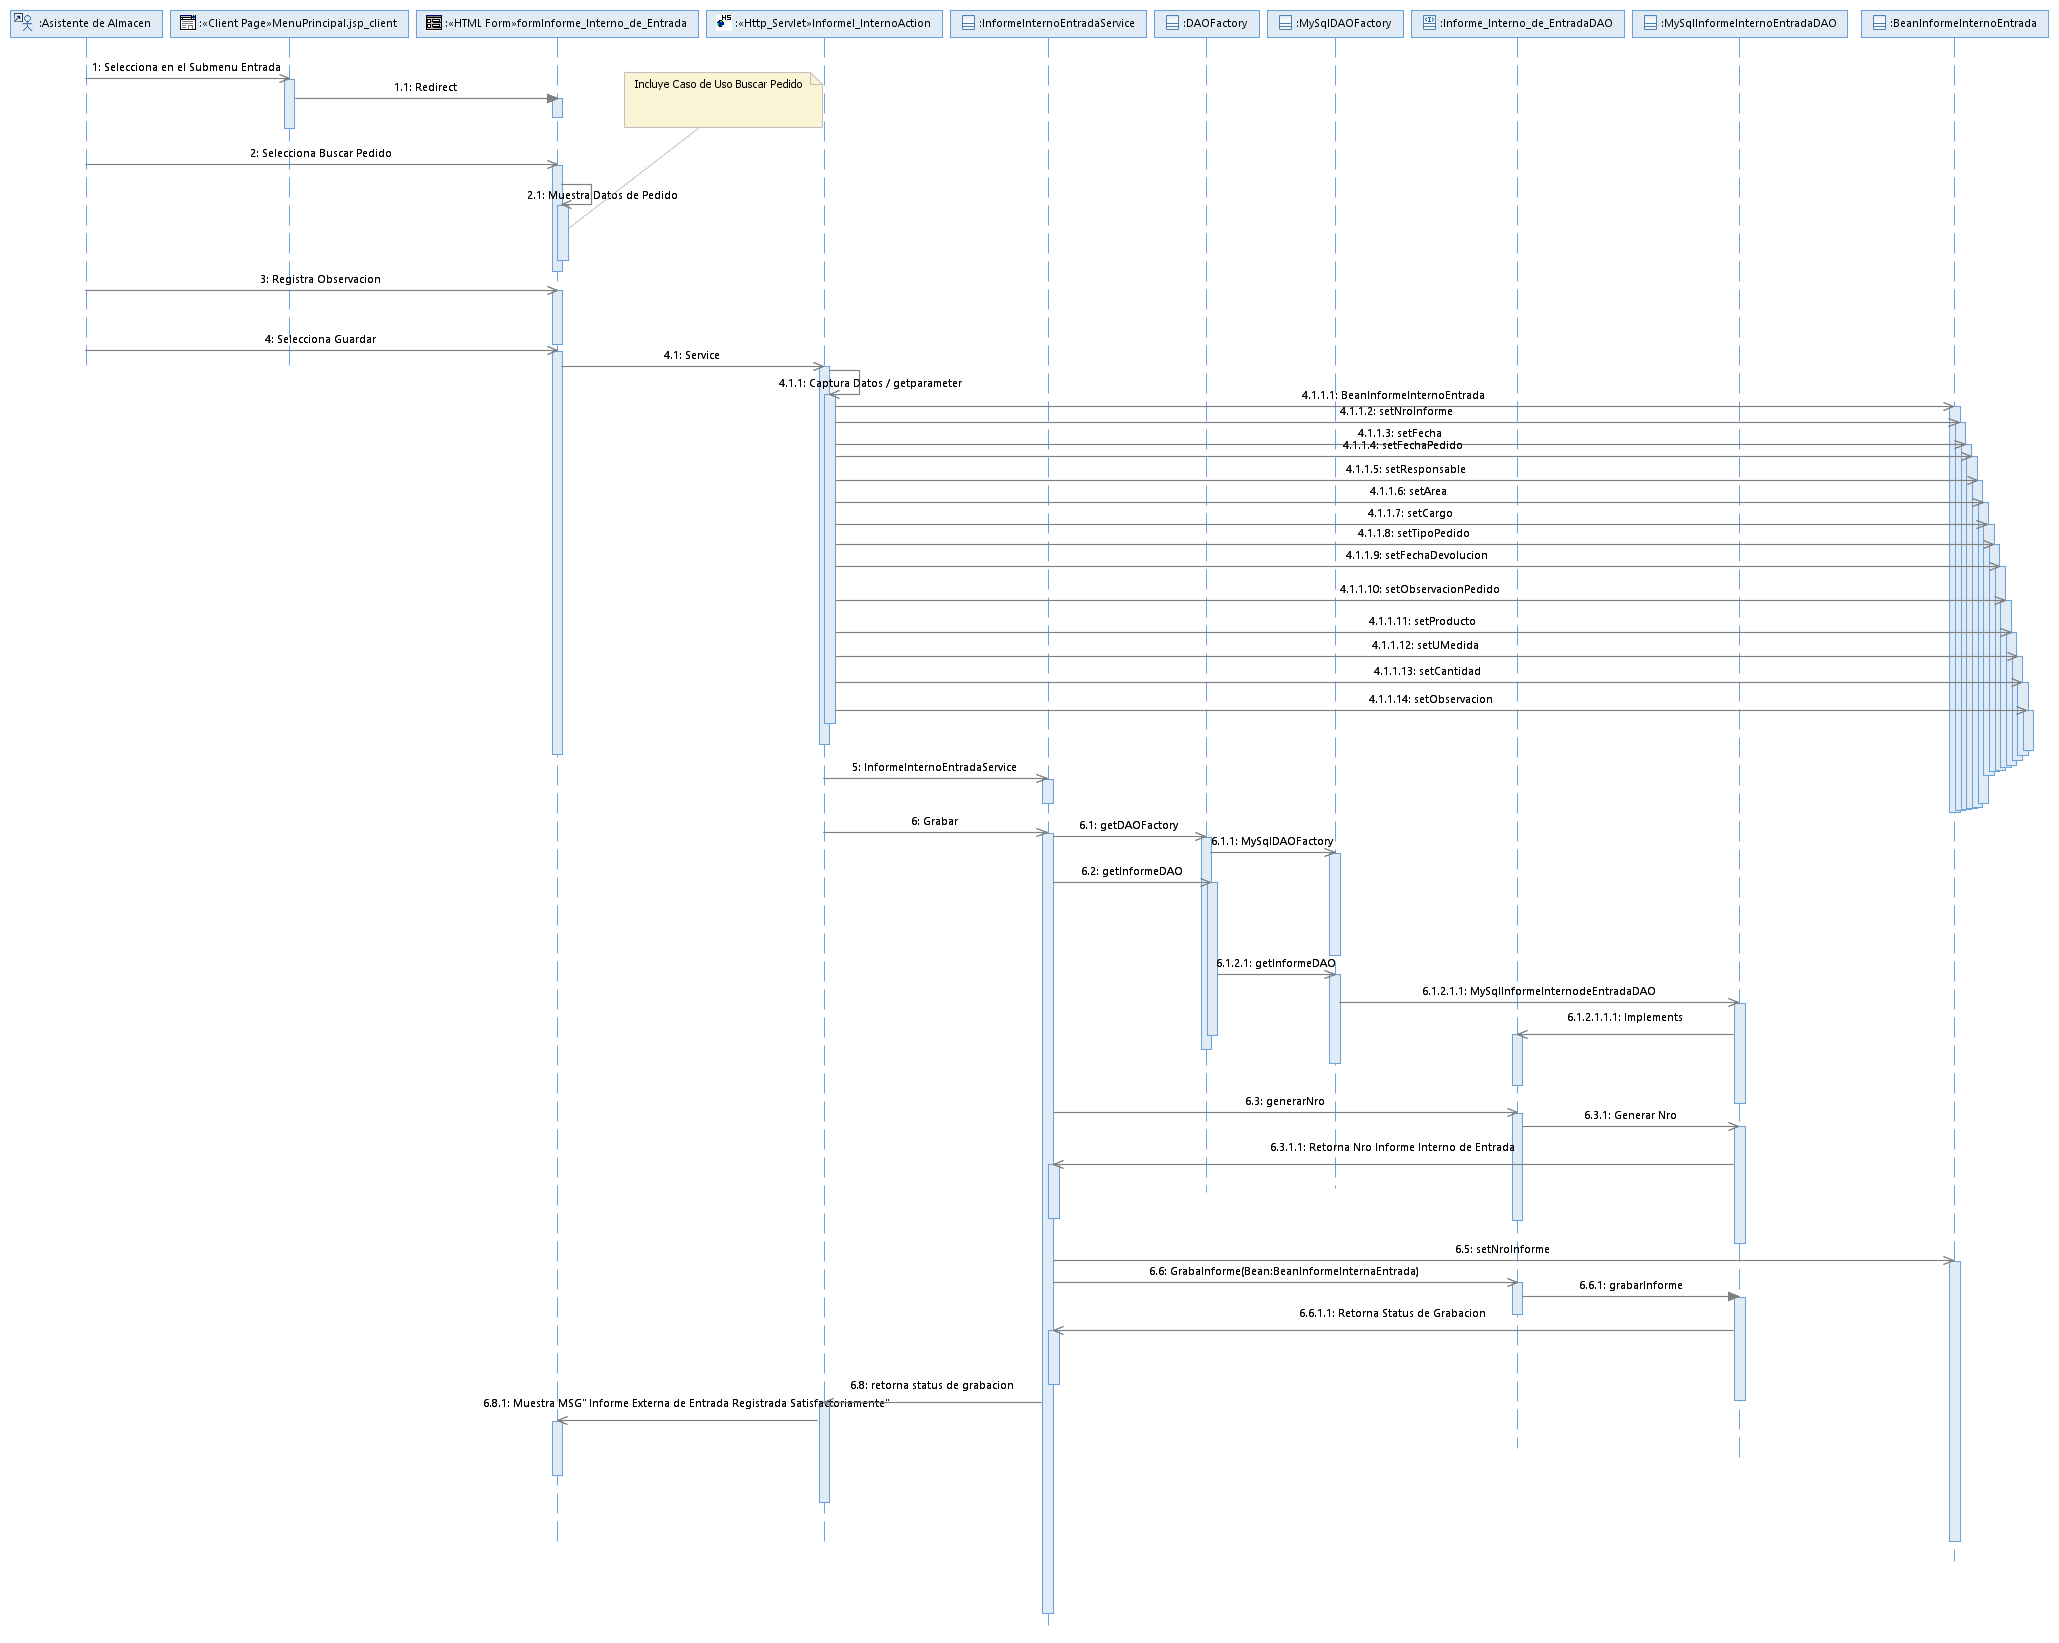 :Asistente de Almacen
:«Client Page»MenuPrincipal.jsp_client
:«HTML Form»formInforme_Interno_de_Entrada
HS
:«Http_Servlet»InformeI_InternoAction
:InformeInternoEntradaService
:DAOFactory
:MySqlDAOFactory
:Informe_Interno_de_EntradaDAO
:MySqlInformeInternoEntradaDAO
:BeanInformeInternoEntrada
1: Selecciona en el Submenu Entrada
1.1: Redirect
Incluye Caso de Uso Buscar Pedido
2: Selecciona Buscar Pedido
2.1: Muestra Datos de Pedido
3: Registra Observacion
4: Selecciona Guardar
4.1: Service
4.1.1: Captura Datos / getparameter
4.1.1.1: BeanInformeInternoEntrada
4.1.1.2: setNroInforme
4.1.1.3: setFecha
4.1.1.4: setFechaPedido
4.1.1.5: setResponsable
4.1.1.6: setArea
4.1.1.7: setCargo
4.1.1.8: setTipoPedido
4.1.1.9: setFechaDevolucion
4.1.1.10: setObservacionPedido
4.1.1.11: setProducto
4.1.1.12: setUMedida
4.1.1.13: setCantidad
4.1.1.14: setObservacion
5: InformeInternoEntradaService
6: Grabar
6.1: getDAOFactory
6.1.1: MySqlDAOFactory
6.2: getInformeDAO
6.1.2.1: getInformeDAO
6.1.2.1.1: MySqlInformeInternodeEntradaDAO
6.1.2.1.1.1: Implements
6.3: generarNro
6.3.1: Generar Nro
6.3.1.1: Retorna Nro Informe Interno de Entrada
6.5: setNroInforme
6.6: GrabaInforme(Bean:BeanInformeInternaEntrada)
6.6.1: grabarInforme
6.6.1.1: Retorna Status de Grabacion
6.8: retorna status de grabacion
6.8.1: Muestra MSG" Informe Externa de Entrada Registrada Satisfactoriamente"